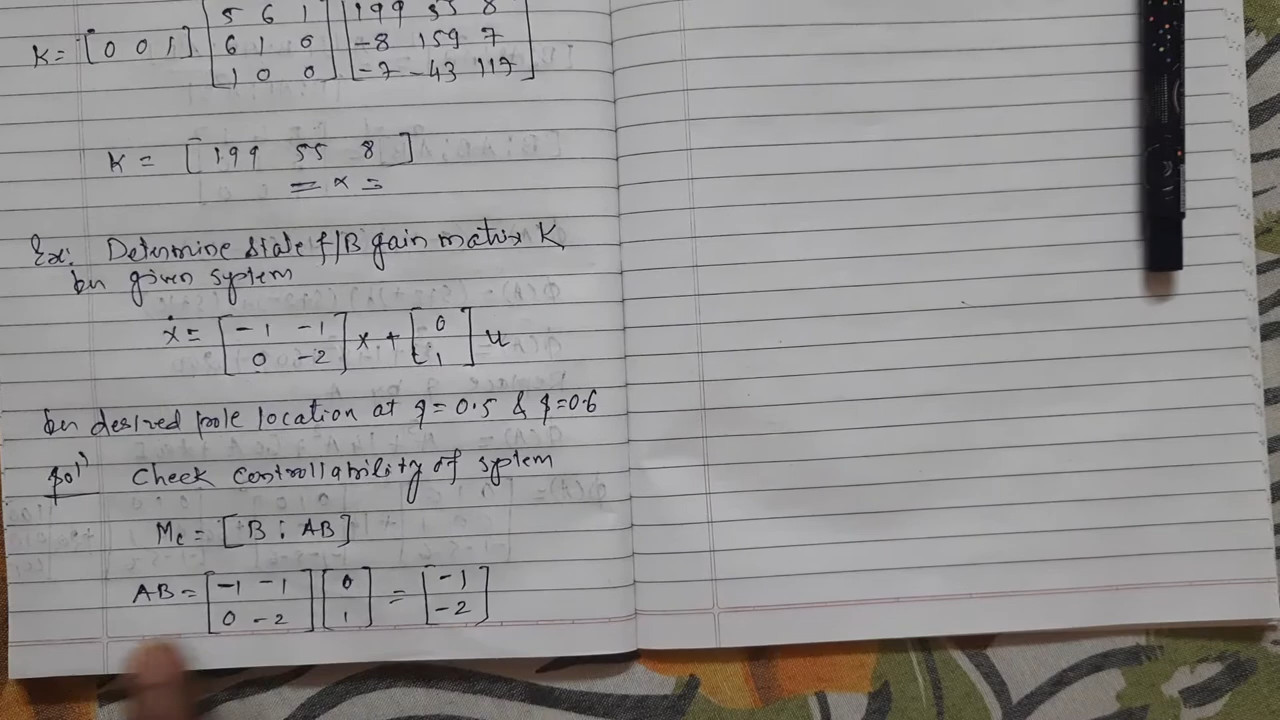 5 6 1 199 55 8
K = [0 0 1] [6 1 0] [-8 159 7]
1 0 0 -7 -43 117
K = [199 55 8]
= x =
Ex: Determine state f/B gain matrix K
for given system
ẋ = [-1 -1; 0 -2] x + [0; 1] u
for desired pole location at q = 0.5 & q = 0.6
Solⁿ Check controllability of system
Mc = [B : AB]
AB = [-1 -1; 0 -2] [0; 1] = [-1; -2]